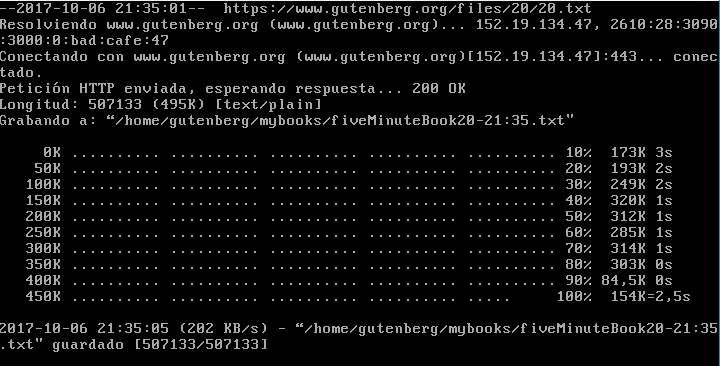 --2017-10-06 21:35:01--  https://www.gutenberg.org/files/20/20.txt
Resolviendo www.gutenberg.org (www.gutenberg.org)... 152.19.134.47, 2610:28:3090
:3000:0:bad:cafe:47
Conectando con www.gutenberg.org (www.gutenberg.org)[152.19.134.47]:443... conec
tado.
Petición HTTP enviada, esperando respuesta... 200 OK
Longitud: 507133 (495K) [text/plain]
Grabando a: “/home/gutenberg/mybooks/fiveMinuteBook20-21:35.txt”
     0K .......... .......... .......... .......... .......... 10%  173K 3s
    50K .......... .......... .......... .......... .......... 20%  193K 2s
   100K .......... .......... .......... .......... .......... 30%  249K 2s
   150K .......... .......... .......... .......... .......... 40%  320K 1s
   200K .......... .......... .......... .......... .......... 50%  312K 1s
   250K .......... .......... .......... .......... .......... 60%  285K 1s
   300K .......... .......... .......... .......... .......... 70%  314K 1s
   350K .......... .......... .......... .......... .......... 80%  303K 0s
   400K .......... .......... .......... .......... .......... 90% 84,5K 0s
   450K .......... .......... .......... .......... .....     100%  154K=2,5s
2017-10-06 21:35:05 (202 KB/s) - “/home/gutenberg/mybooks/fiveMinuteBook20-21:35
.txt” guardado [507133/507133]